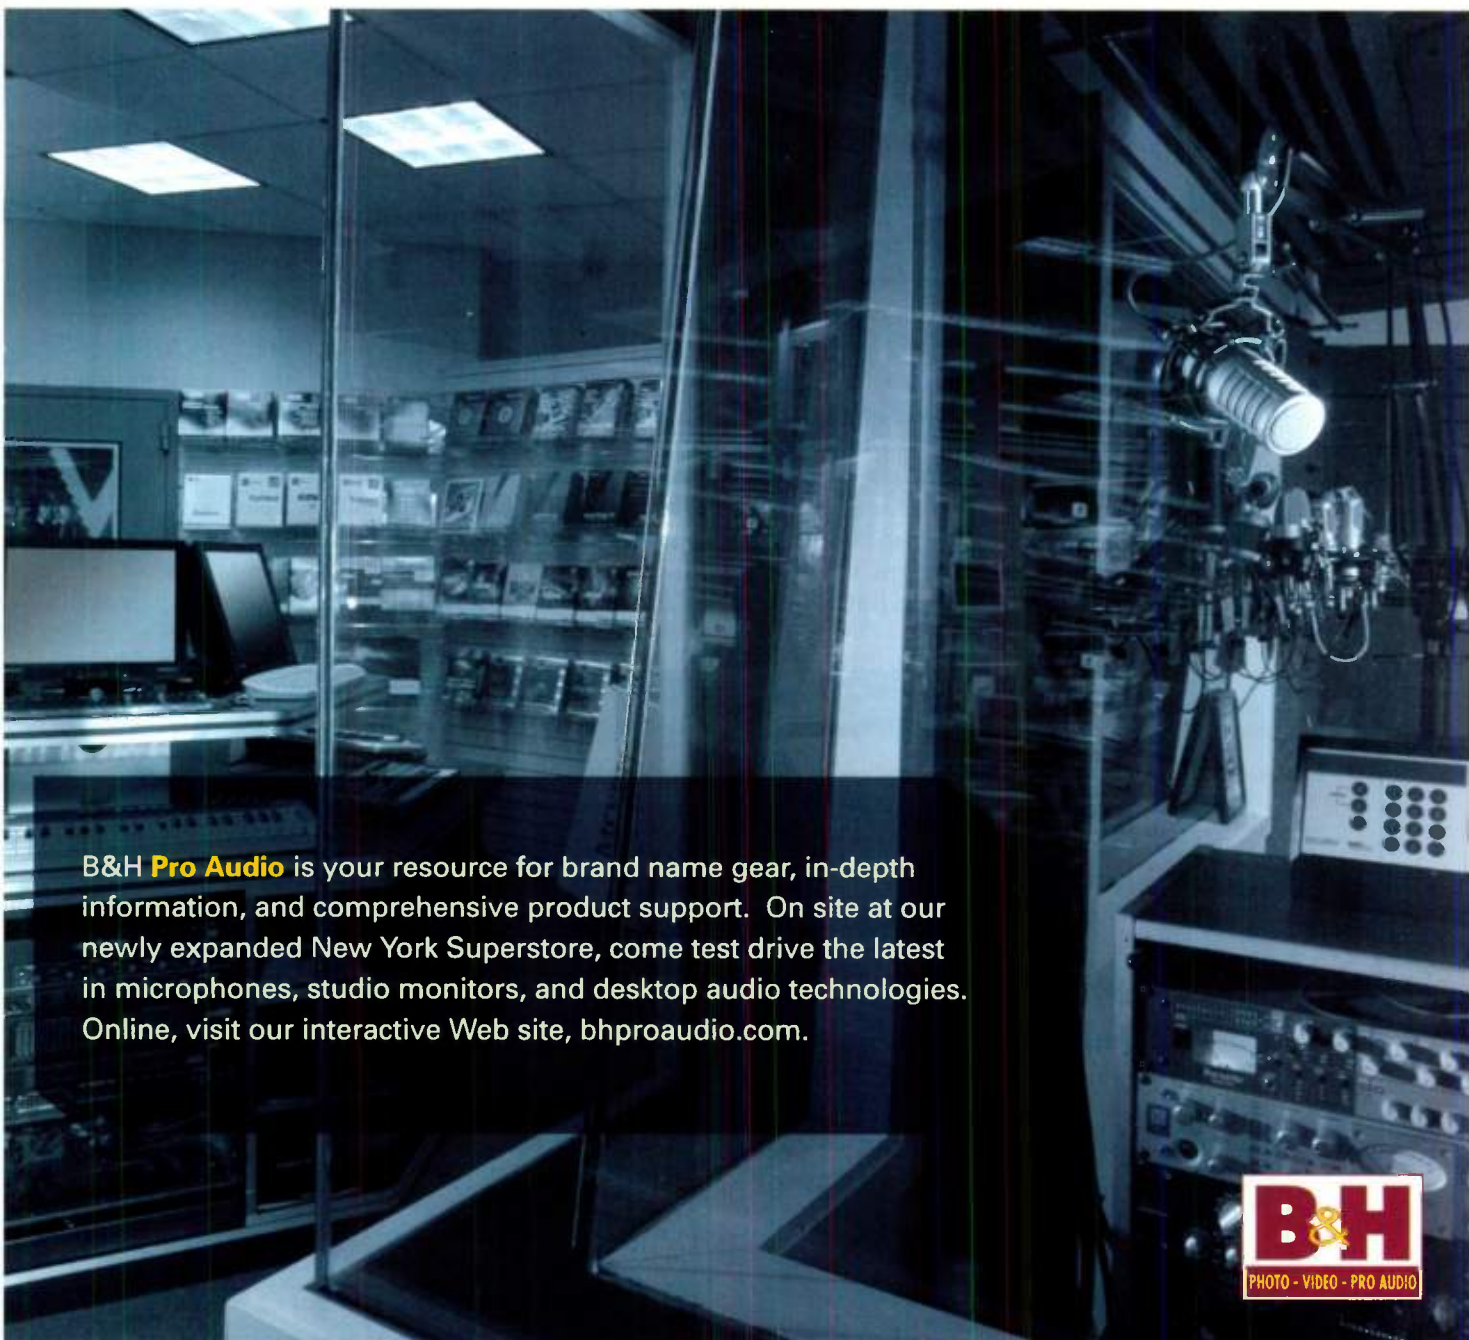 B&H Pro Audio is your resource for brand name gear, in-depth
information, and comprehensive product support. On site at our
newly expanded New York Superstore, come test drive the latest
in microphones, studio monitors, and desktop audio technologies.
Online, visit our interactive Web site, bhproaudio.com.
B&H
PHOTO - VIDEO - PRO AUDIO